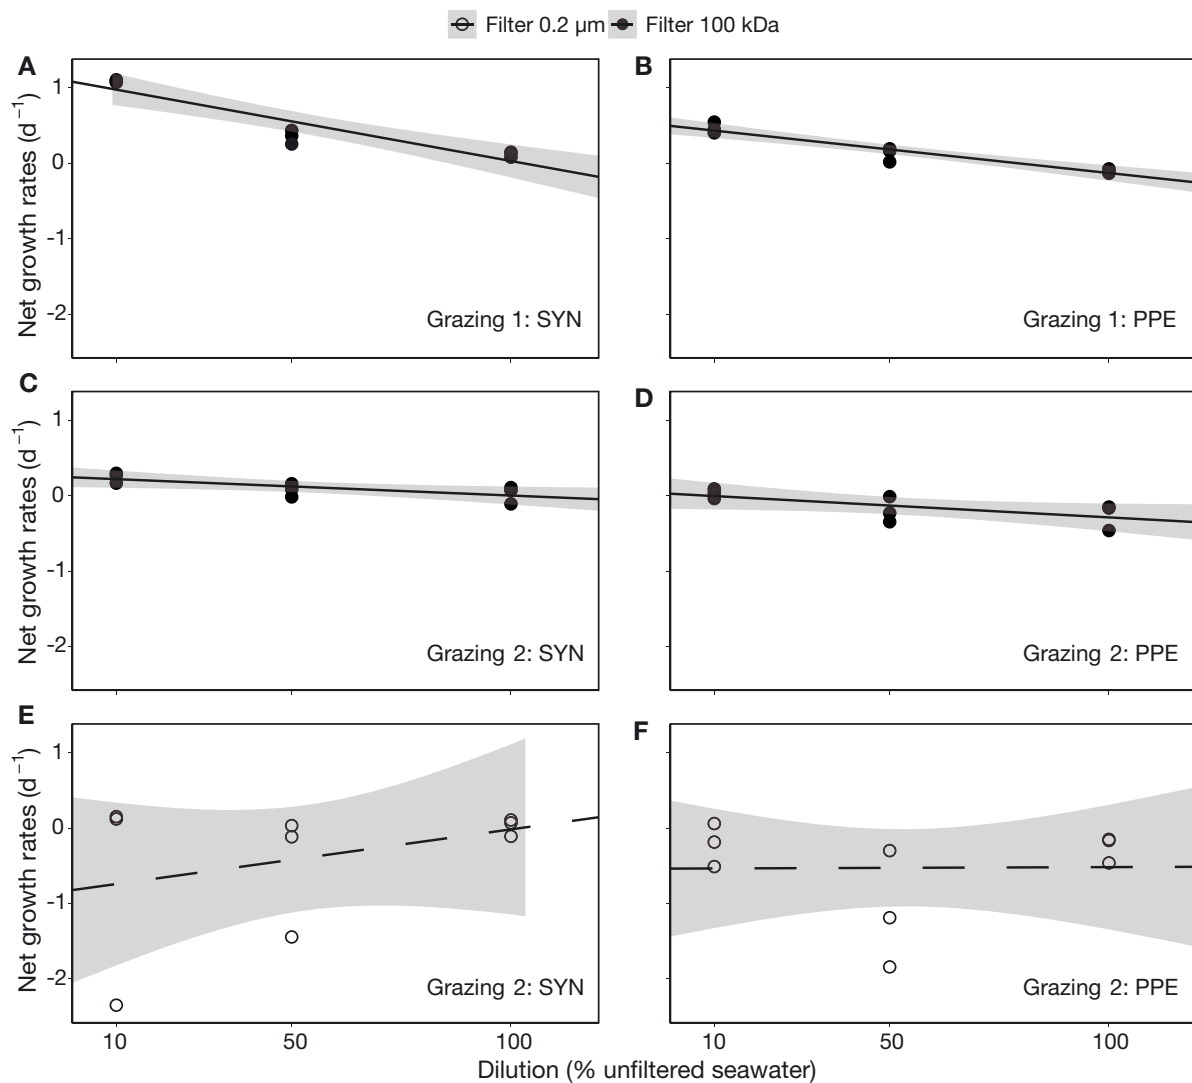 Filter 0.2 µm Filter 100 kDa
A B
Net growth rates (d⁻¹)
1
0
-1
-2
Grazing 1: SYN
Grazing 1: PPE
C D
Net growth rates (d⁻¹)
1
0
-1
-2
Grazing 2: SYN
Grazing 2: PPE
E F
Net growth rates (d⁻¹)
1
0
-1
-2
Grazing 2: SYN
Grazing 2: PPE
10 50 100 10 50 100
Dilution (% unfiltered seawater)